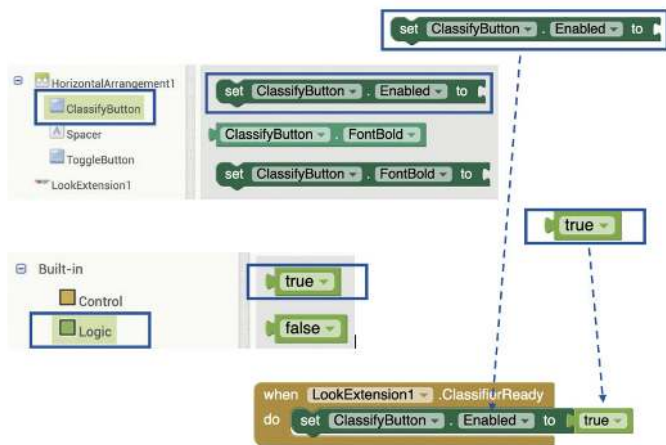 set ClassifyButton . Enabled to
HorizontalArrangement1
ClassifyButton
Spacer
ToggleButton
LookExtension1
set ClassifyButton . Enabled to
ClassifyButton . FontBold
set ClassifyButton . FontBold to
true
Built-in
Control
Logic
true
false
when LookExtension1 .ClassifiurReady
do set ClassifyButton . Enabled to true